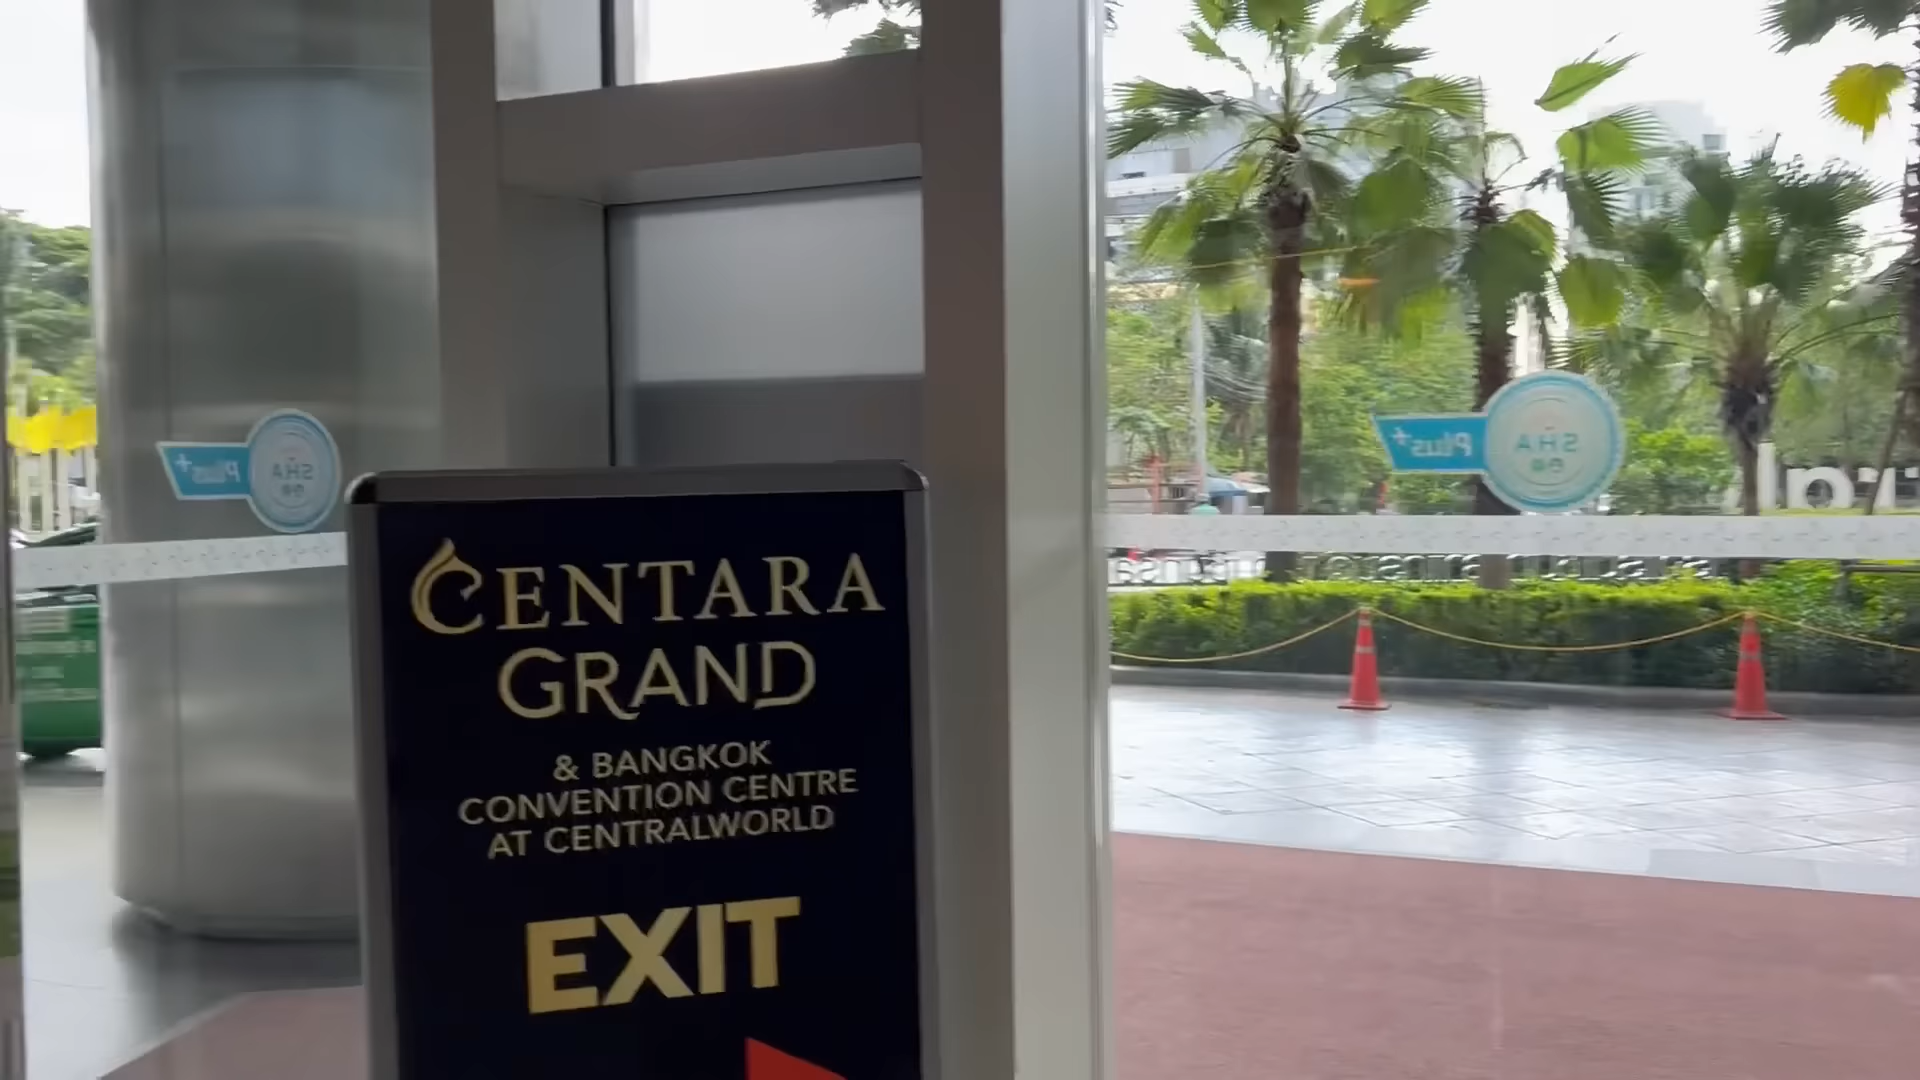 CENTARA
GRAND
& BANGKOK
CONVENTION CENTRE
AT CENTRALWORLD
EXIT
Plus+
SHA
Plus+
SHA